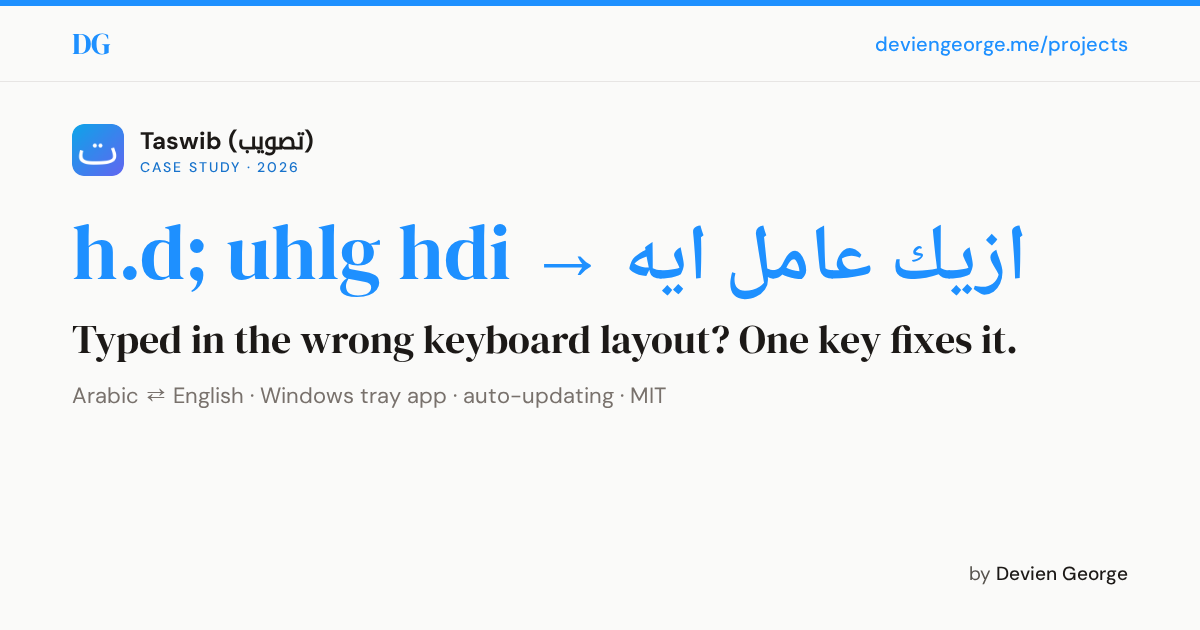 DG
deviengeorge.me/projects
ت
Taswib (تصويب)
CASE STUDY · 2026
h.d; uhlg hdi → ازيك عامل ايه
Typed in the wrong keyboard layout? One key fixes it.
Arabic ⇄ English · Windows tray app · auto-updating · MIT
by Devien George